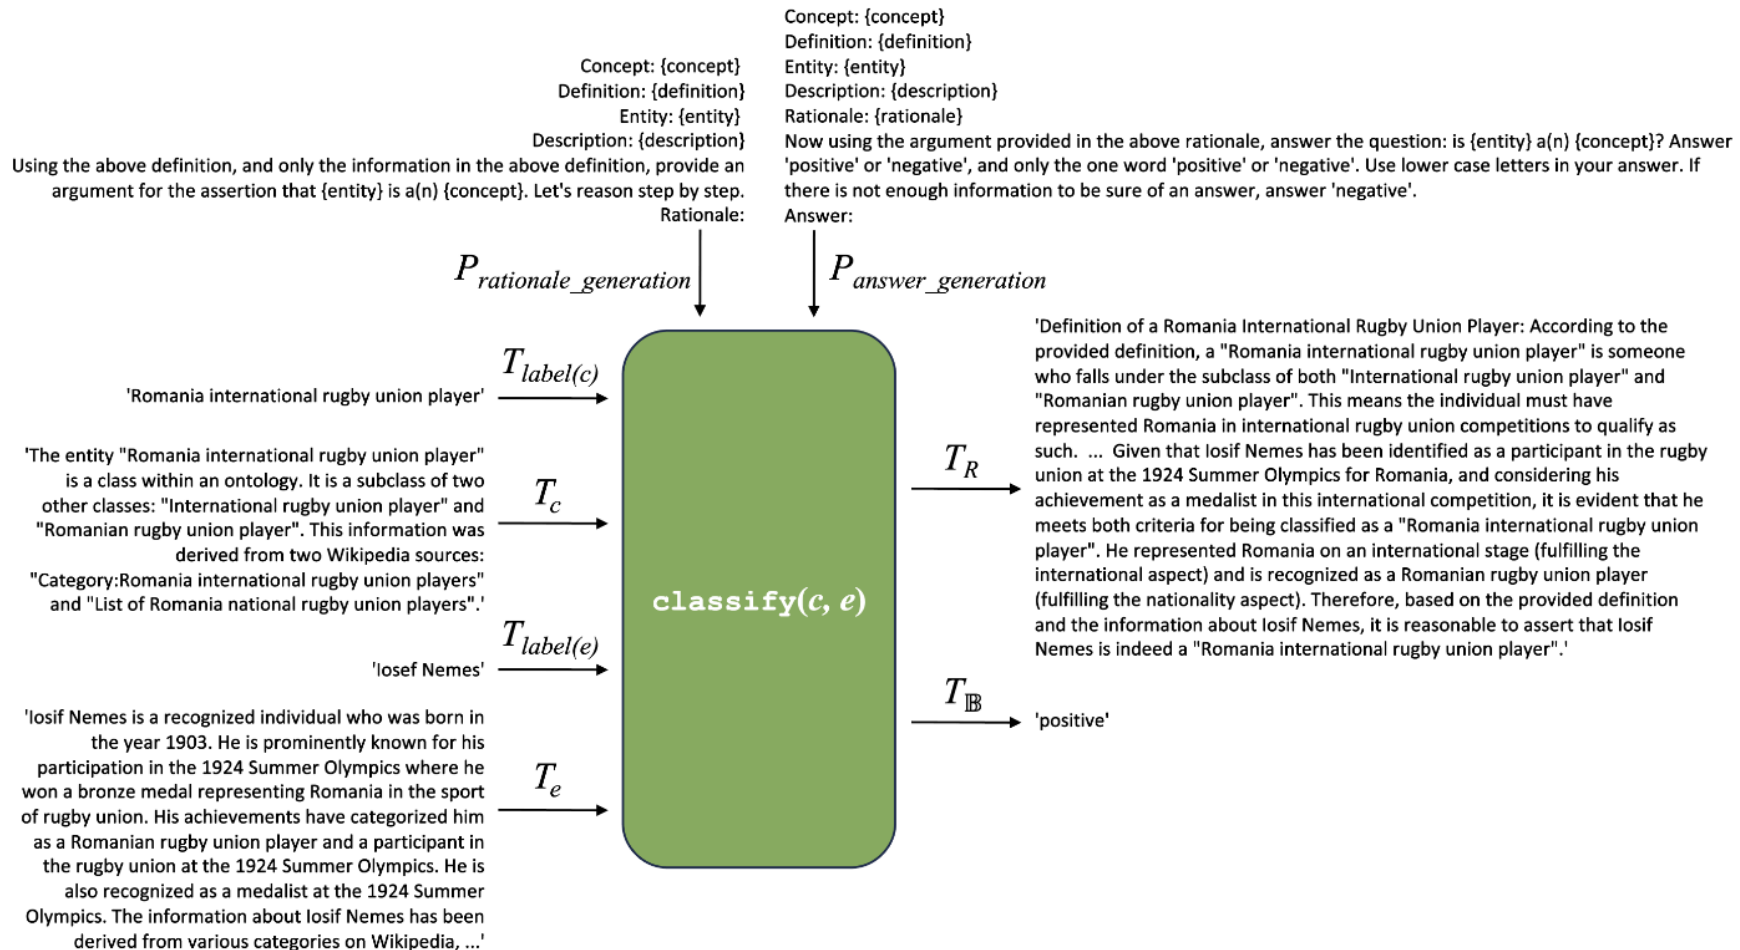 Concept: {concept}
Definition: {definition}
Entity: {entity}
Description: {description}
Using the above definition, and only the information in the above definition, provide an
argument for the assertion that {entity} is a(n) {concept}. Let's reason step by step.
Rationale:
Concept: {concept}
Definition: {definition}
Entity: {entity}
Description: {description}
Rationale: {rationale}
Now using the argument provided in the above rationale, answer the question: is {entity} a(n) {concept}? Answer
'positive' or 'negative', and only the one word 'positive' or 'negative'. Use lower case letters in your answer. If
there is not enough information to be sure of an answer, answer 'negative'.
Answer:
P rationale_generation
P answer_generation
T label(c)
'Romania international rugby union player'
'The entity "Romania international rugby union player"
is a class within an ontology. It is a subclass of two
other classes: "International rugby union player" and
"Romanian rugby union player". This information was
derived from two Wikipedia sources:
"Category:Romania international rugby union players"
and "List of Romania national rugby union players".'
T c
T label(e)
'Iosef Nemes'
'Iosif Nemes is a recognized individual who was born in
the year 1903. He is prominently known for his
participation in the 1924 Summer Olympics where he
won a bronze medal representing Romania in the sport
of rugby union. His achievements have categorized him
as a Romanian rugby union player and a participant in
the rugby union at the 1924 Summer Olympics. He is
also recognized as a medalist at the 1924 Summer
Olympics. The information about Iosif Nemes has been
derived from various categories on Wikipedia, ...'
T e
classify(c, e)
T R
'Definition of a Romania International Rugby Union Player: According to the
provided definition, a "Romania international rugby union player" is someone
who falls under the subclass of both "International rugby union player" and
"Romanian rugby union player". This means the individual must have
represented Romania in international rugby union competitions to qualify as
such. ... Given that Iosif Nemes has been identified as a participant in the rugby
union at the 1924 Summer Olympics for Romania, and considering his
achievement as a medalist in this international competition, it is evident that he
meets both criteria for being classified as a "Romania international rugby union
player". He represented Romania on an international stage (fulfilling the
international aspect) and is recognized as a Romanian rugby union player
(fulfilling the nationality aspect). Therefore, based on the provided definition
and the information about Iosif Nemes, it is reasonable to assert that Iosif
Nemes is indeed a "Romania international rugby union player".'
T 𝔹
'positive'